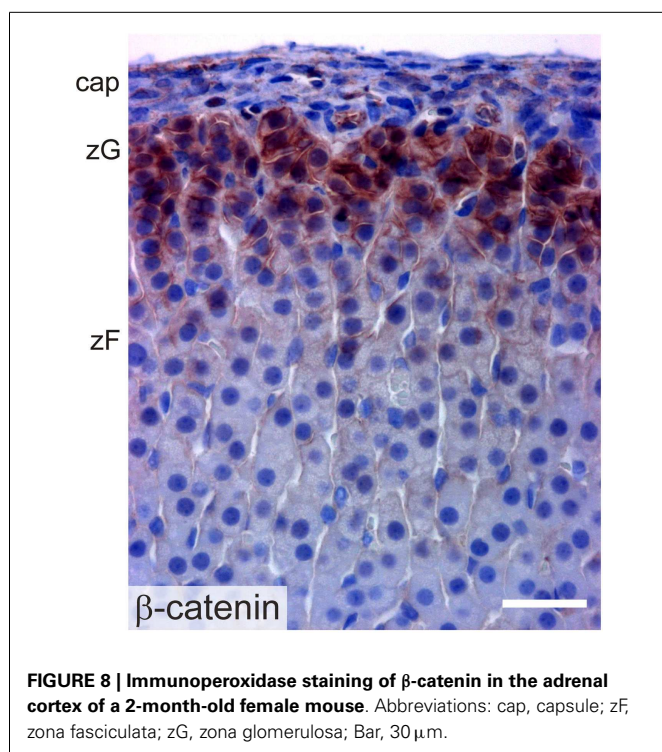 cap
zG
zF
β-catenin
FIGURE 8 | Immunoperoxidase staining of β-catenin in the adrenal
cortex of a 2-month-old female mouse. Abbreviations: cap, capsule; zF,
zona fasciculata; zG, zona glomerulosa; Bar, 30 μm.